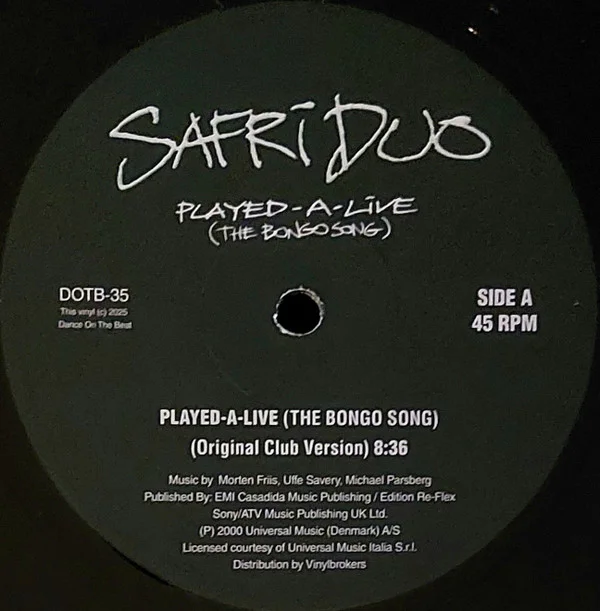 SAFRI DUO
PLAYED-A-LIVE
(THE BONGO SONG)
DOTB-35
This vinyl (c) 2025
Dance On The Beat
SIDE A
45 RPM
PLAYED-A-LIVE (THE BONGO SONG)
(Original Club Version) 8:36
Music by Morten Friis, Uffe Savery, Michael Parsberg
Published By: EMI Casadida Music Publishing / Edition Re-Flex
Sony/ATV Music Publishing UK Ltd.
(P) 2000 Universal Music (Denmark) A/S
Licensed courtesy of Universal Music Italia S.r.l.
Distribution by Vinylbrokers